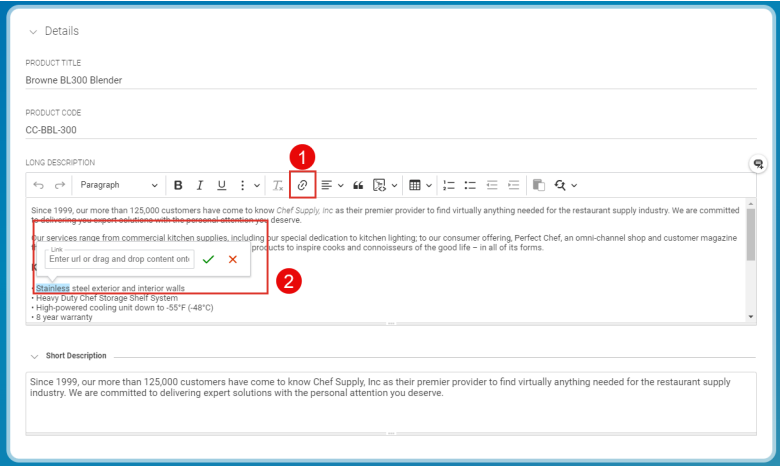 Details
PRODUCT TITLE
Browne BL300 Blender
PRODUCT CODE
CC-BBL-300
LONG DESCRIPTION
1
Paragraph
B I U Tx
Since 1999, our more than 125,000 customers have come to know Chef Supply, Inc as their premier provider to find virtually anything needed for the restaurant supply industry. We are committed
to delivering you expert solutions with the personal attention you deserve.
Our services range from commercial kitchen supplies, including our special dedication to kitchen lighting; to our consumer offering, Perfect Chef, an omni-channel shop and customer magazine
products to inspire cooks and connoisseurs of the good life – in all of its forms.
Link
Enter url or drag and drop content onto
2
• Stainless steel exterior and interior walls
• Heavy Duty Chef Storage Shelf System
• High-powered cooling unit down to -55°F (-48°C)
• 8 year warranty
Short Description
Since 1999, our more than 125,000 customers have come to know Chef Supply, Inc as their premier provider to find virtually anything needed for the restaurant supply
industry. We are committed to delivering expert solutions with the personal attention you deserve.